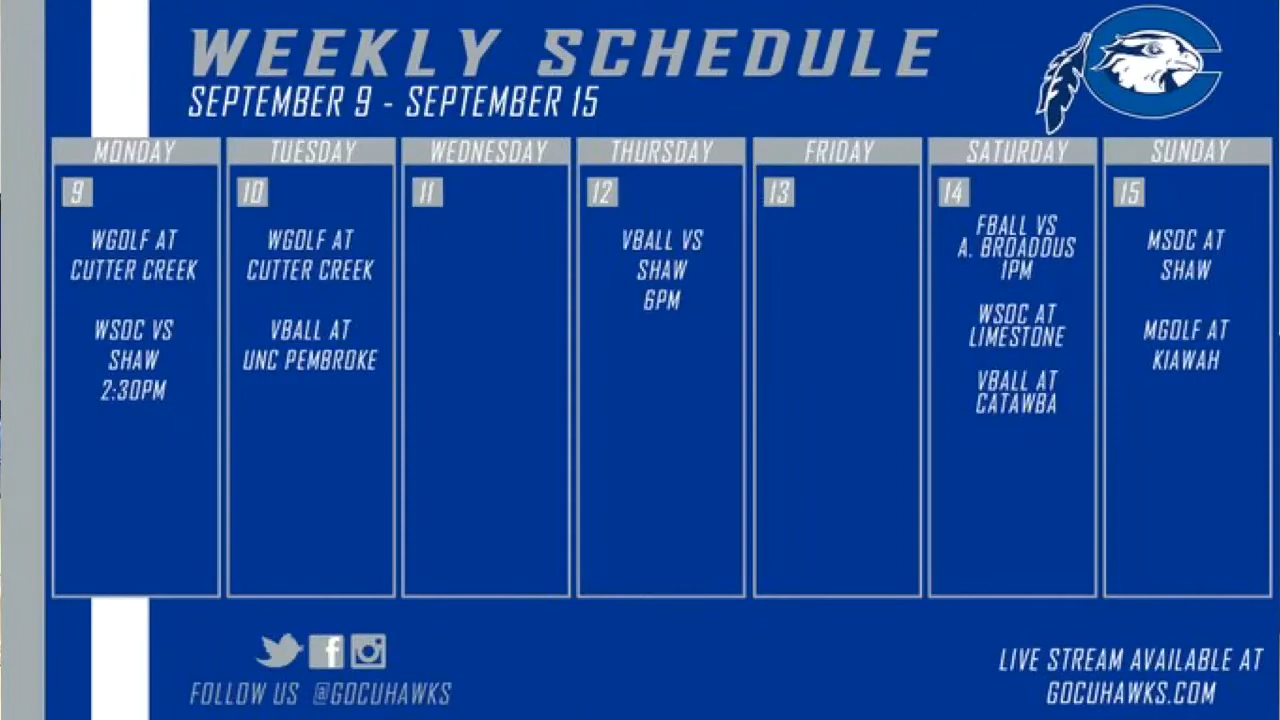 WEEKLY SCHEDULE
SEPTEMBER 9 - SEPTEMBER 15
MONDAY
9
WGOLF AT
CUTTER CREEK
WSOC VS
SHAW
2:30PM
TUESDAY
10
WGOLF AT
CUTTER CREEK
VBALL AT
UNC PEMBROKE
WEDNESDAY
11
THURSDAY
12
VBALL VS
SHAW
6PM
FRIDAY
13
SATURDAY
14
FBALL VS
A. BROADDUS
1PM
WSOC AT
LIMESTONE
VBALL AT
CATAWBA
SUNDAY
15
MSOC AT
SHAW
MGOLF AT
KIAWAH
FOLLOW US @GOCUHAWKS
LIVE STREAM AVAILABLE AT
GOCUHAWKS.COM